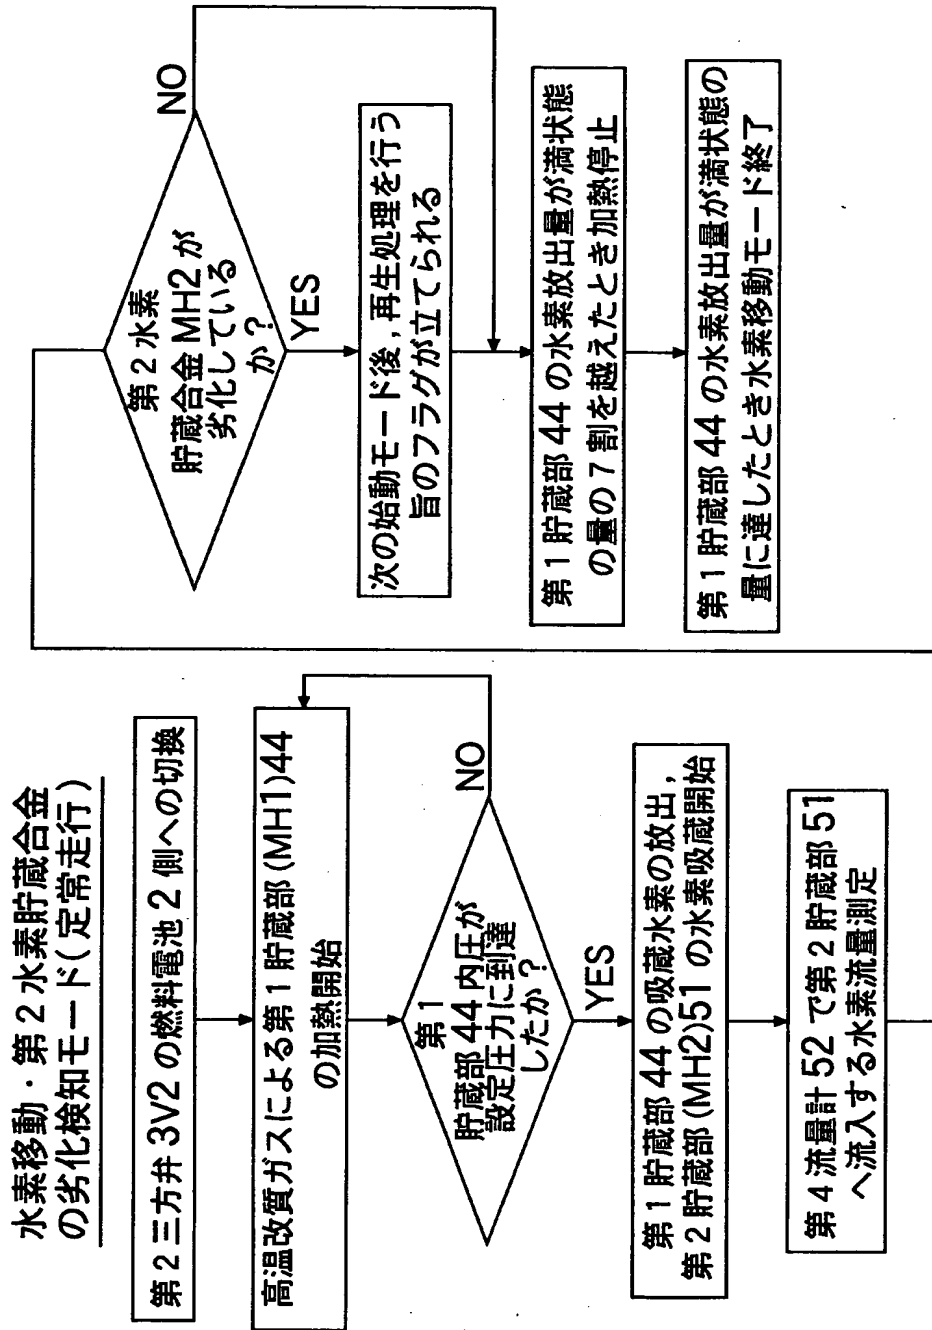 水素移動・第2水素貯蔵合金
の劣化検知モード(定常走行)
第2三方弁3V2の燃料電池2側への切換
高温改質ガスによる第1貯蔵部(MH1)44
の加熱開始
第1
貯蔵部44内圧が
設定圧力に到達
したか?
NO
YES
第1貯蔵部44の吸蔵水素の放出,
第2貯蔵部(MH2)51の水素吸蔵開始
第4流量計52で第2貯蔵部51
へ流入する水素流量測定
第2水素
貯蔵合金MH2が
劣化している
か?
NO
YES
次の始動モード後,再生処理を行う
旨のフラグが立てられる
第1貯蔵部44の水素放出量が満状態
の量の7割を越えたとき加熱停止
第1貯蔵部44の水素放出量が満状態の
量に達したとき水素移動モード終了